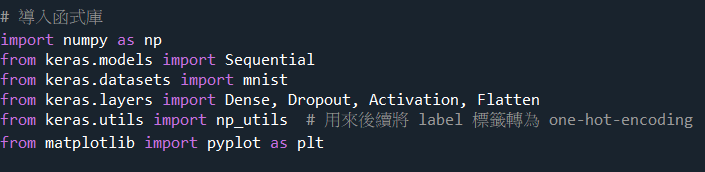 # 導入函式庫
import numpy as np
from keras.models import Sequential
from keras.datasets import mnist
from keras.layers import Dense, Dropout, Activation, Flatten
from keras.utils import np_utils  # 用來後續將 label 標籤轉為 one-hot-encoding
from matplotlib import pyplot as plt